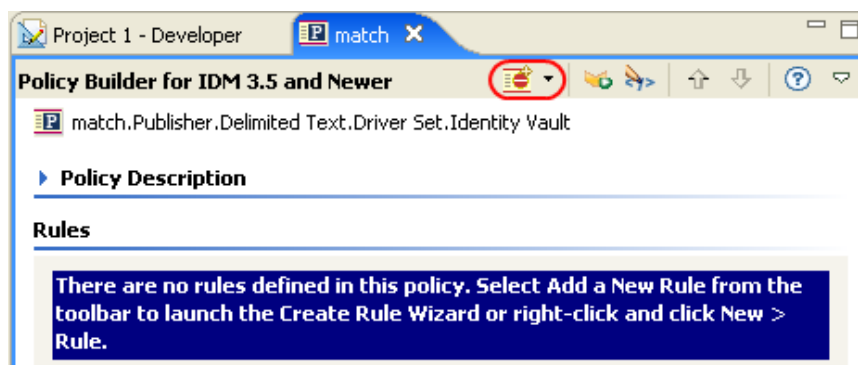 Project 1 - Developer
match
Policy Builder for IDM 3.5 and Newer
match.Publisher.Delimited Text.Driver Set.Identity Vault
Policy Description
Rules
There are no rules defined in this policy. Select Add a New Rule from the
toolbar to launch the Create Rule Wizard or right-click and click New >
Rule.